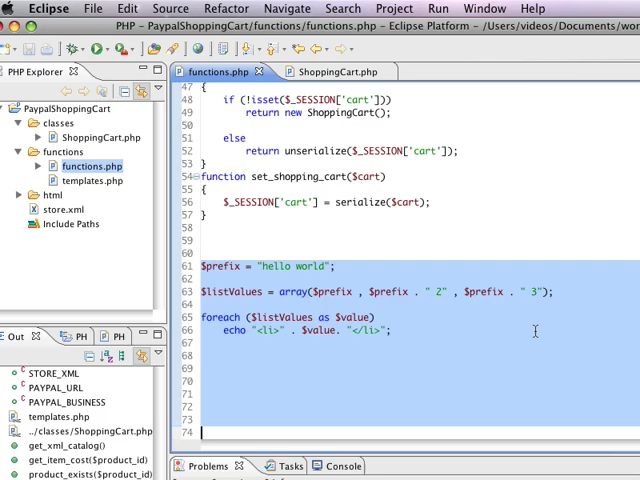 Eclipse File Edit Refactor Navigate Search Project Run Window Help
PHP - PaypalShoppingCart/functions/functions.php - Eclipse Platform - /Users/videos/Documents/wor
PHP Explorer
PaypalShoppingCart
classes
ShoppingCart.php
functions
functions.php
templates.php
html
store.xml
Include Paths
Out PH PH
STORE_XML
PAYPAL_URL
PAYPAL_BUSINESS
templates.php
../classes/ShoppingCart.php
get_xml_catalog()
get_item_cost($product_id)
product_exists($product_id)
functions.php ShoppingCart.php
47 {
48 if (!isset($_SESSION['cart']))
49 return new ShoppingCart();
50
51 else
52 return unserialize($_SESSION['cart']);
53 }
54 function set_shopping_cart($cart)
55 {
56 $_SESSION['cart'] = serialize($cart);
57 }
58
59
60
61 $prefix = "hello world";
62
63 $listValues = array($prefix , $prefix . " 2" , $prefix . " 3");
64
65 foreach ($listValues as $value)
66 echo "<li>" . $value. "</li>";
67
68
69
70
71
72
73
74
Problems Tasks Console